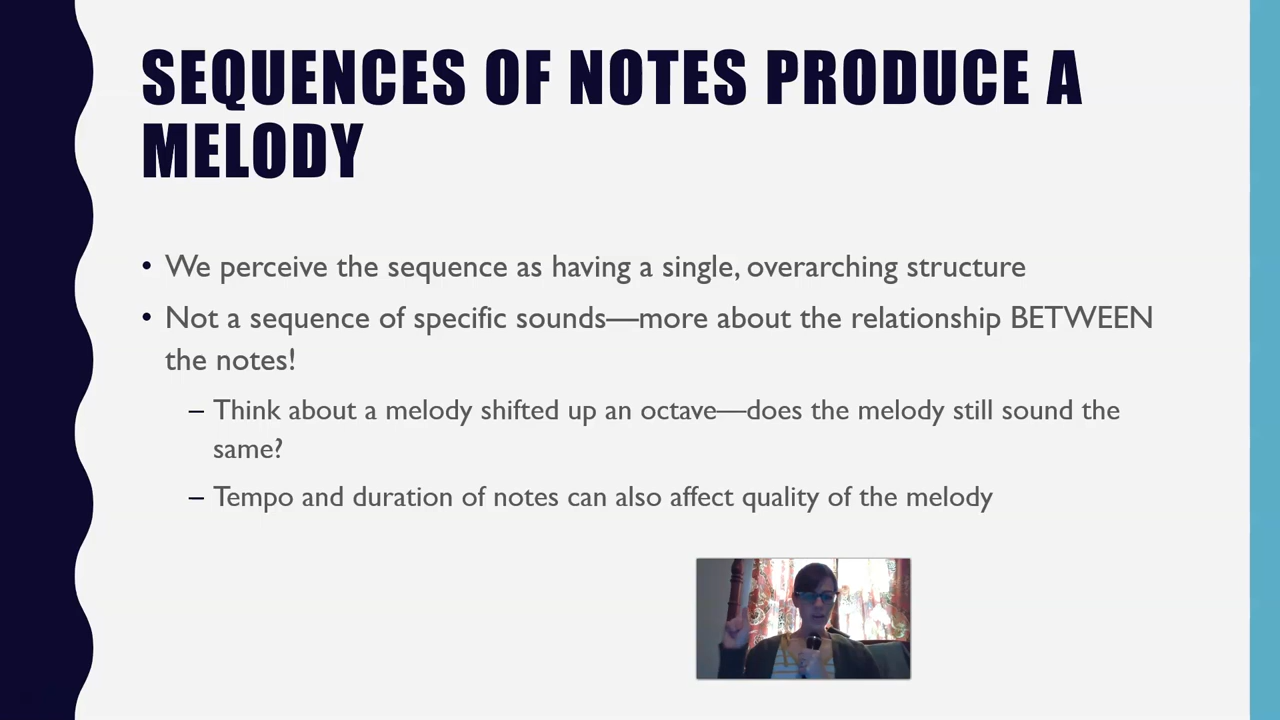 SEQUENCES OF NOTES PRODUCE A
MELODY
• We perceive the sequence as having a single, overarching structure
• Not a sequence of specific sounds—more about the relationship BETWEEN
the notes!
– Think about a melody shifted up an octave—does the melody still sound the
same?
– Tempo and duration of notes can also affect quality of the melody